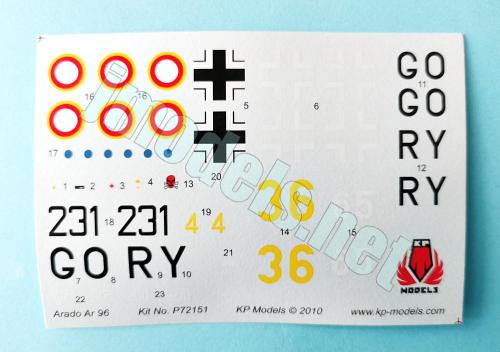 GO
11
GO
16 16
5 6
RY
12
RY
17
1 2 3 4 13 20
36
231 18 231
19
4 4
14 15
36
21
GO RY
7 8 9 10
22 23
KP
MODELS
Arado Ar 96 Kit No. P72151 KP Models © 2010 www.kp-models.com
jmodels.net